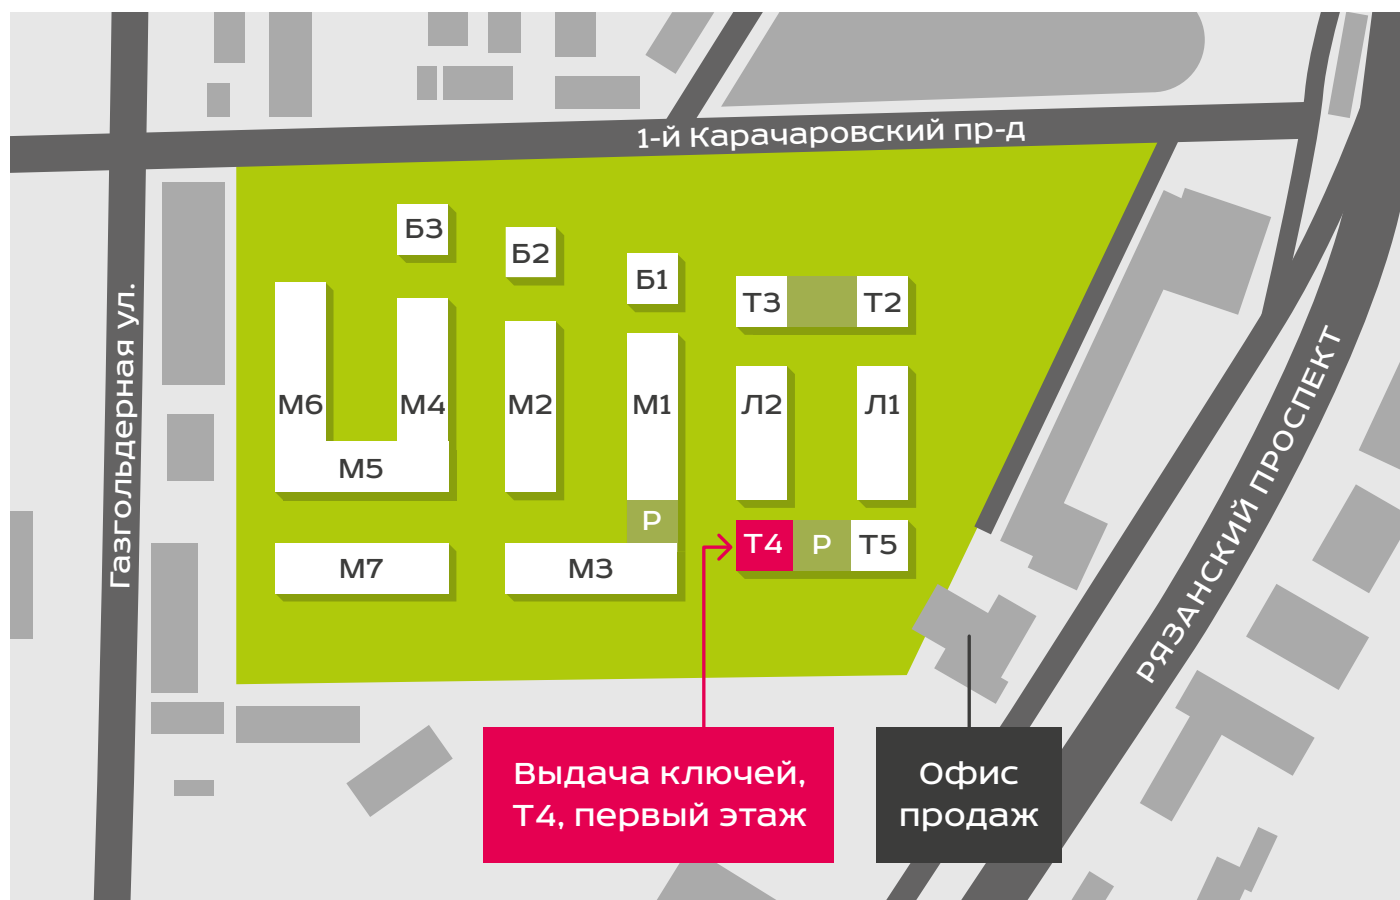 1-й Карачаровский пр-д
Б3
Б2
Б1
Т3
Т2
М6
М4
М2
М1
Л2
Л1
М5
Р
Т4
Р
Т5
М7
М3
Газгольдерная ул.
РЯЗАНСКИЙ ПРОСПЕКТ
Выдача ключей,
Т4, первый этаж
Офис
продаж